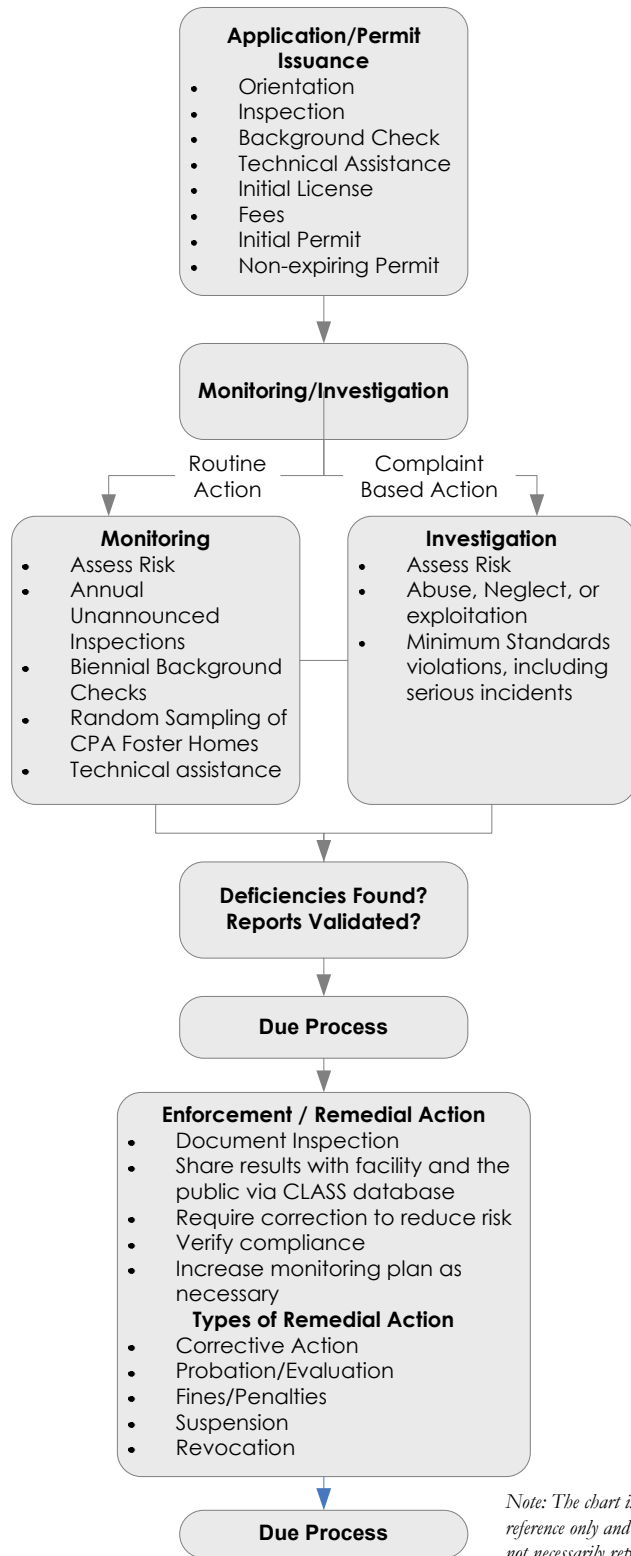 Application/Permit
Issuance
• Orientation
• Inspection
• Background Check
• Technical Assistance
• Initial License
• Fees
• Initial Permit
• Non-expiring Permit
Monitoring/Investigation
Routine
Action
Complaint
Based Action
Monitoring
• Assess Risk
• Annual
Unannounced
Inspections
• Biennial Background
Checks
• Random Sampling of
CPA Foster Homes
• Technical assistance
Investigation
• Assess Risk
• Abuse, Neglect, or
exploitation
• Minimum Standards
violations, including
serious incidents
Deficiencies Found?
Reports Validated?
Due Process
Enforcement / Remedial Action
• Document Inspection
• Share results with facility and the
public via CLASS database
• Require correction to reduce risk
• Verify compliance
• Increase monitoring plan as
necessary
Types of Remedial Action
• Corrective Action
• Probation/Evaluation
• Fines/Penalties
• Suspension
• Revocation
Due Process
Note: The chart
reference only and
not necessarily